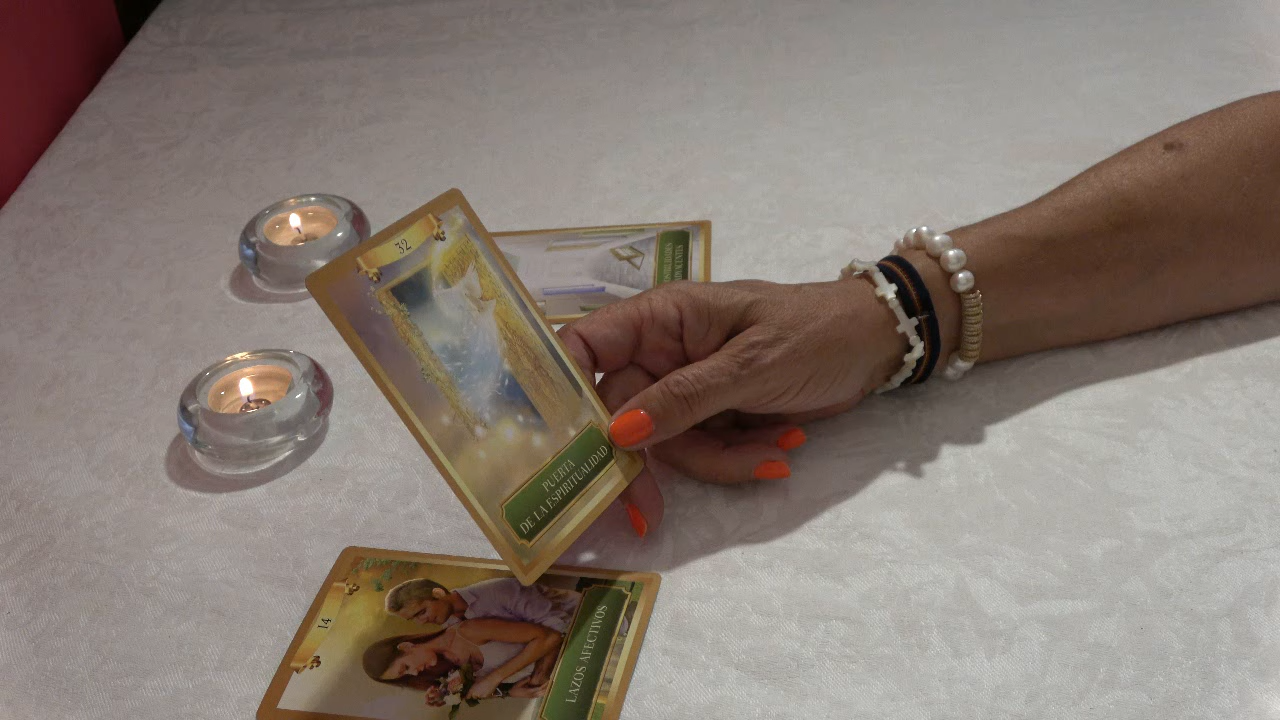 32
PUERTA
DE LA ESPIRITUALIDAD
14
LAZOS AFECTIVOS